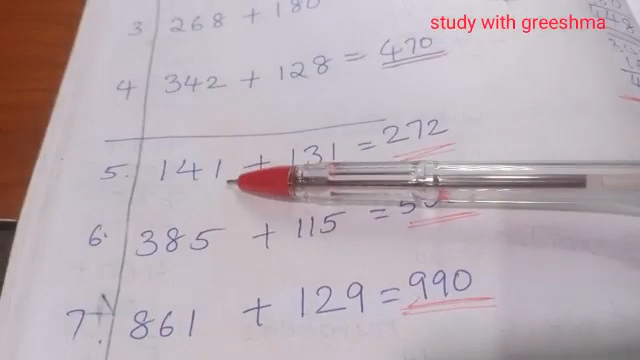 study with greeshma
3 268 + 180
4 342 + 128 = 470
5. 141 + 131 = 272
6. 385 + 115 =
7. 861 + 129 = 990